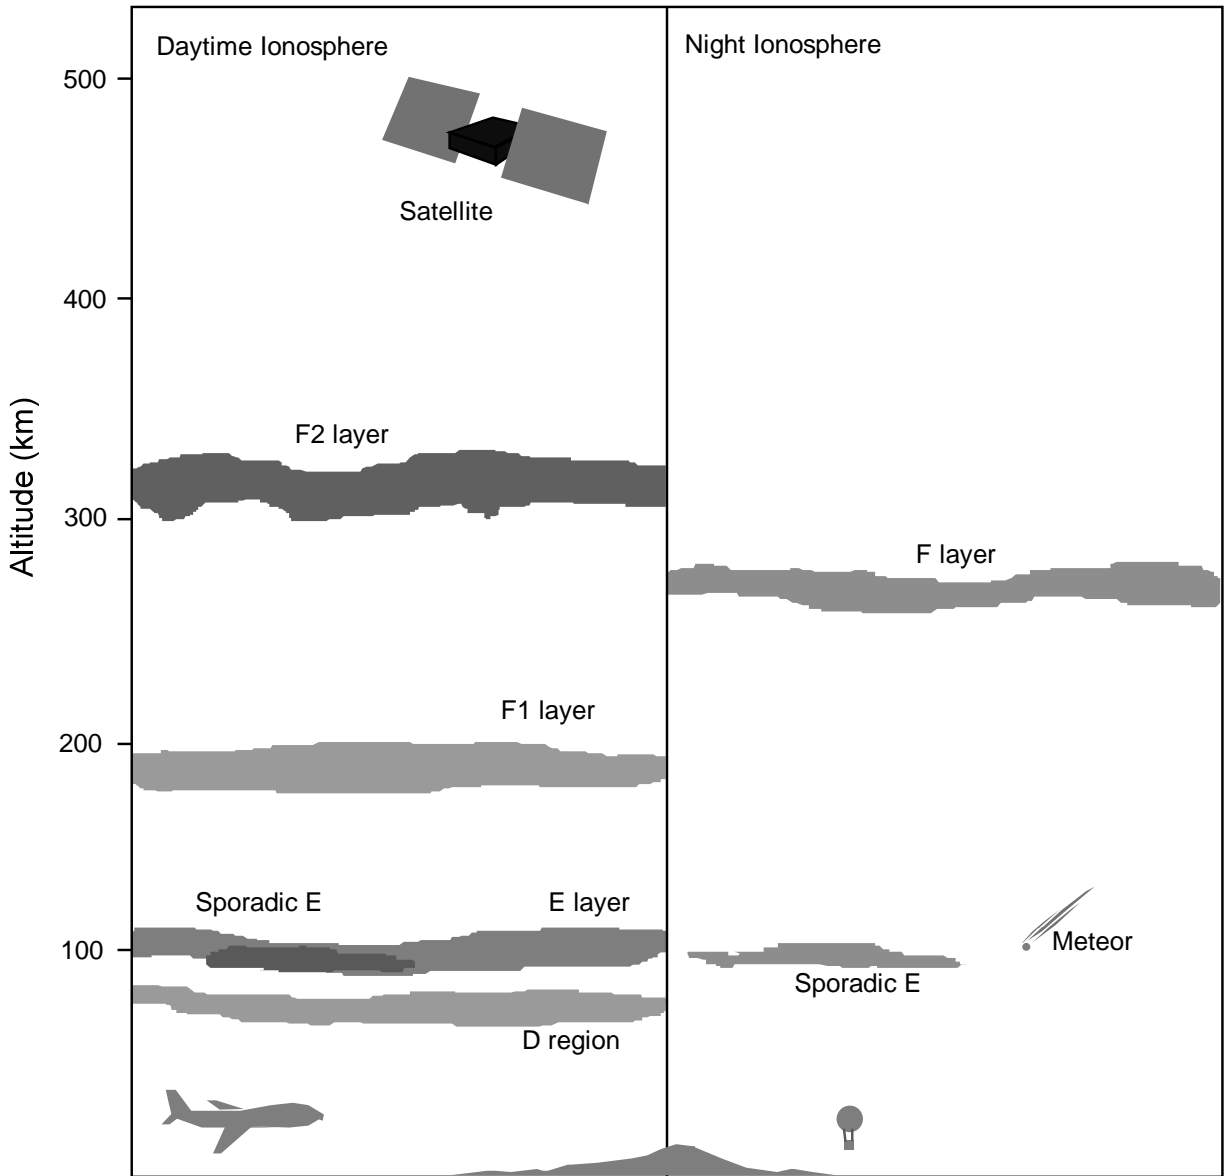 Daytime Ionosphere
Night Ionosphere
500
Satellite
400
Altitude (km)
F2 layer
300
F layer
F1 layer
200
Sporadic E
E layer
100
Meteor
Sporadic E
D region